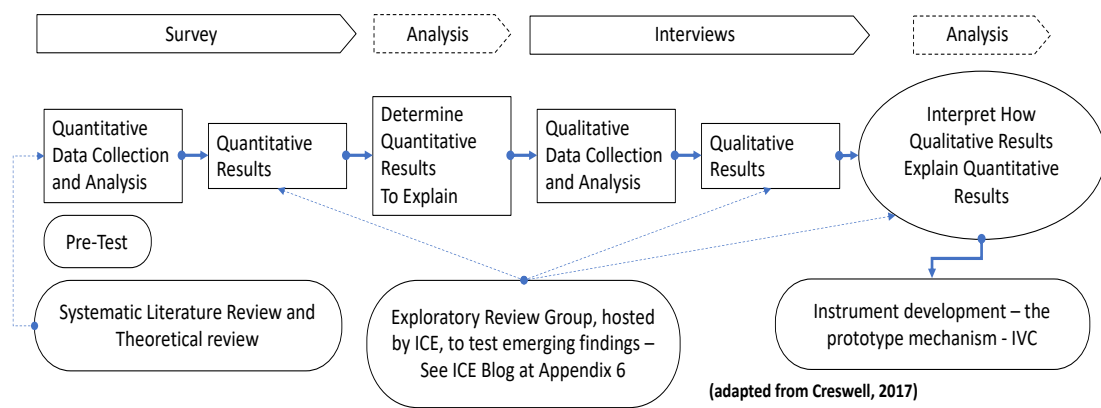 Survey
Analysis
Interviews
Analysis
Quantitative
Data Collection
and Analysis
Quantitative
Results
Determine
Quantitative
Results
To Explain
Qualitative
Data Collection
and Analysis
Qualitative
Results
Interpret How
Qualitative Results
Explain Quantitative
Results
Pre-Test
Systematic Literature Review and
Theoretical review
Exploratory Review Group, hosted
by ICE, to test emerging findings –
See ICE Blog at Appendix 6
Instrument development – the
prototype mechanism - IVC
(adapted from Creswell, 2017)